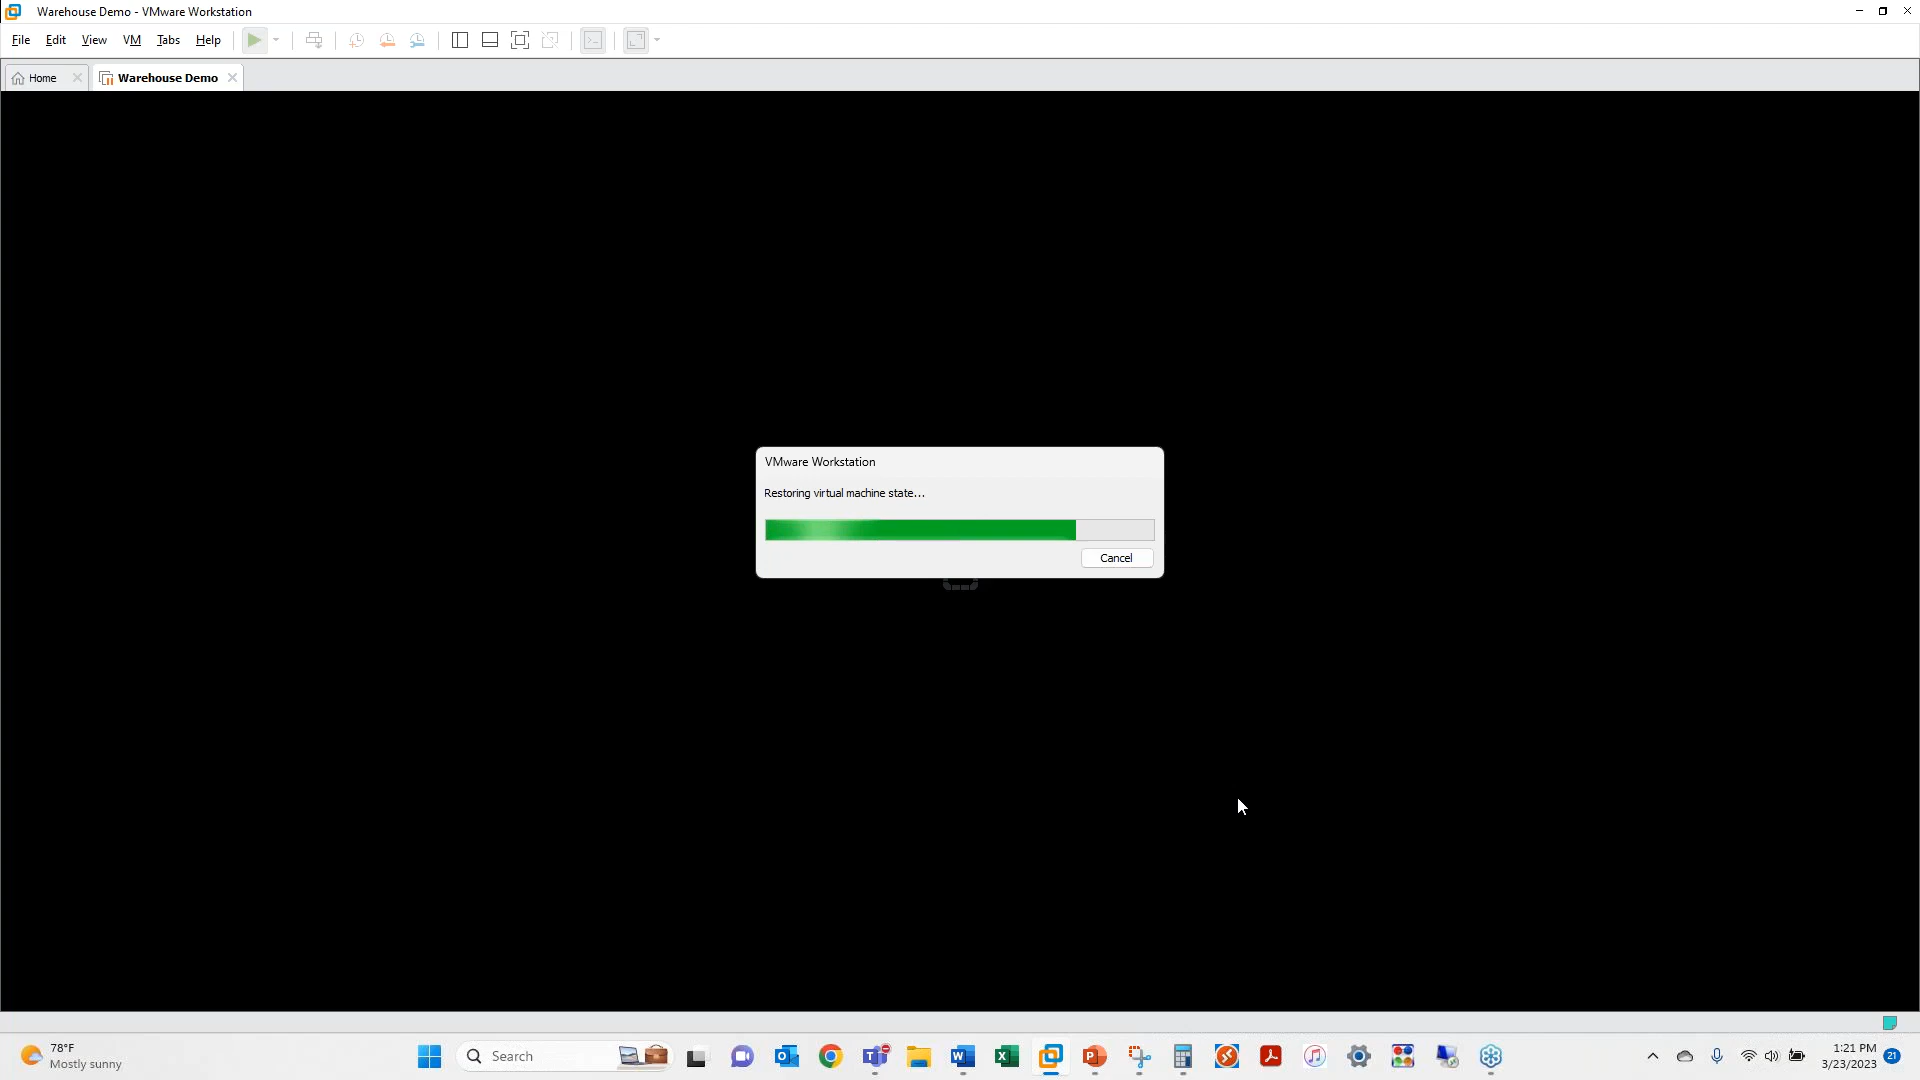 Warehouse Demo - VMware Workstation
File Edit View VM Tabs Help
Home Warehouse Demo
VMware Workstation
Restoring virtual machine state...
Cancel
78°F
Mostly sunny
Search
1:21 PM
3/23/2023
21